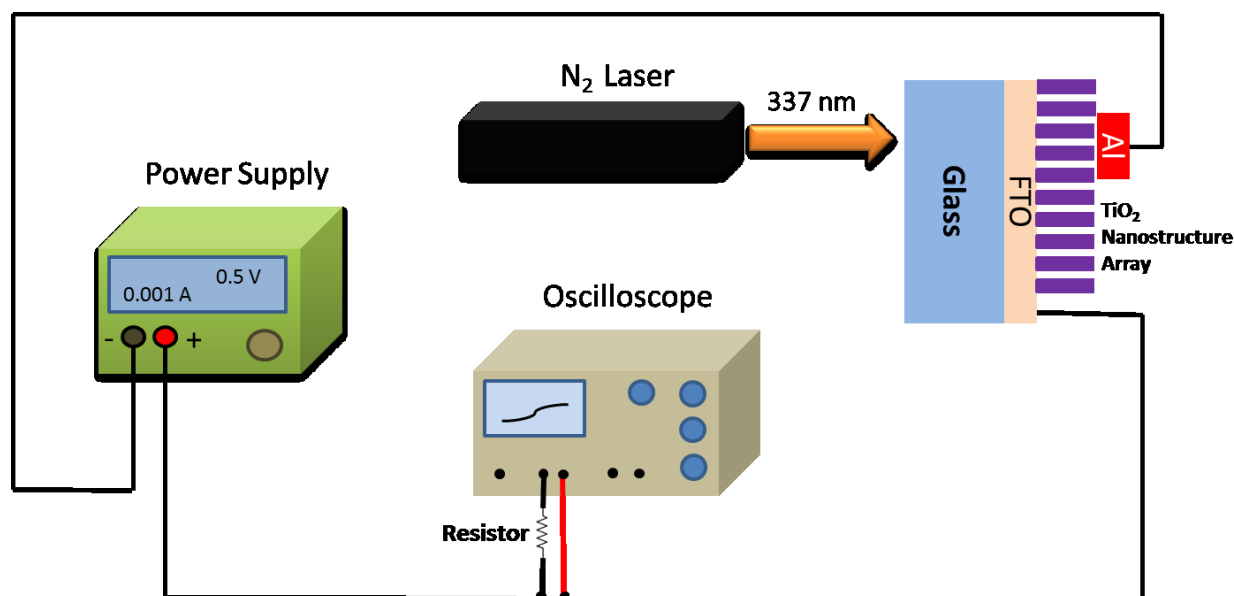 N₂ Laser
337 nm
Power Supply
0.5 V
0.001 A
- +
Oscilloscope
Resistor
Glass
FTO
Al
TiO₂
Nanostructure
Array